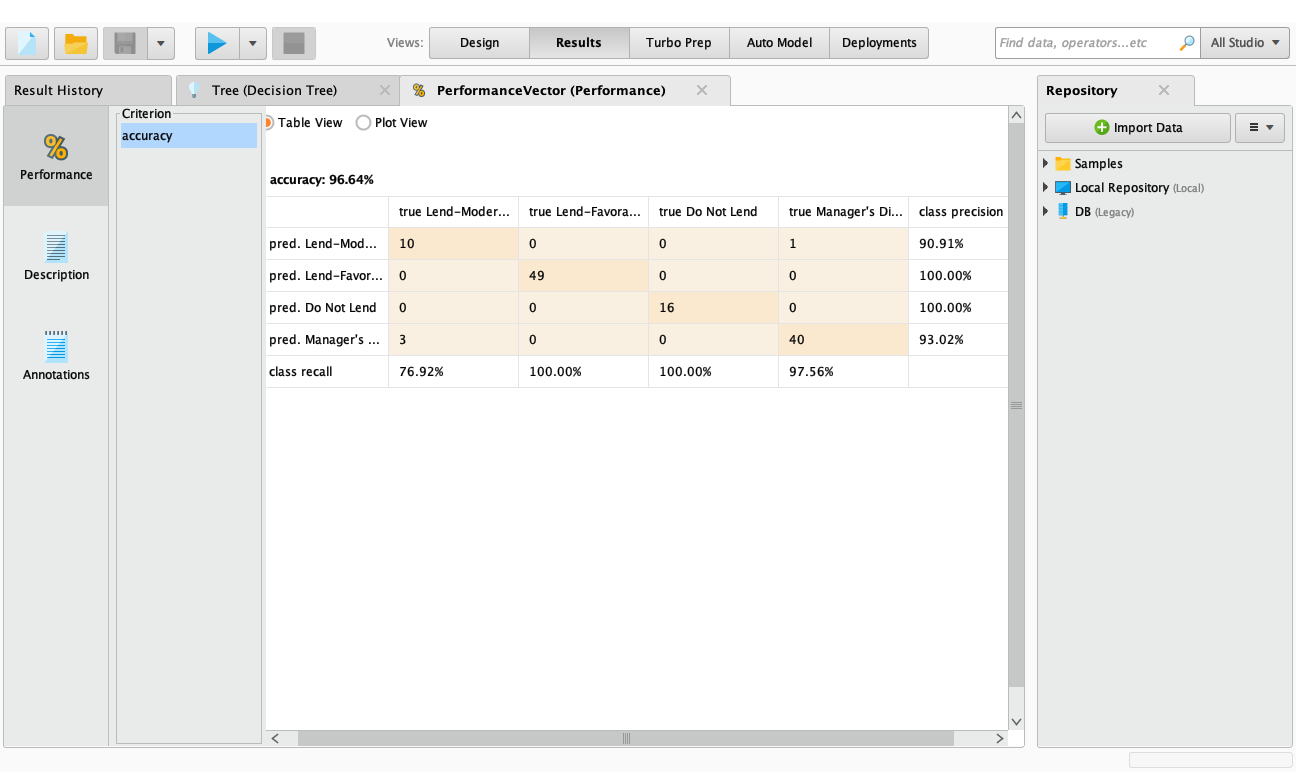 Views: Design Results Turbo Prep Auto Model Deployments Find data, operators...etc All Studio
Result History Tree (Decision Tree) PerformanceVector (Performance) Repository
Criterion
accuracy
Performance
Description
Annotations
Table View Plot View
accuracy: 96.64%
true Lend-Moder... true Lend-Favora... true Do Not Lend true Manager's Di... class precision
pred. Lend-Mod... 10 0 0 1 90.91%
pred. Lend-Favor... 0 49 0 0 100.00%
pred. Do Not Lend 0 0 16 0 100.00%
pred. Manager's ... 3 0 0 40 93.02%
class recall 76.92% 100.00% 100.00% 97.56%
Import Data
Samples
Local Repository (Local)
DB (Legacy)